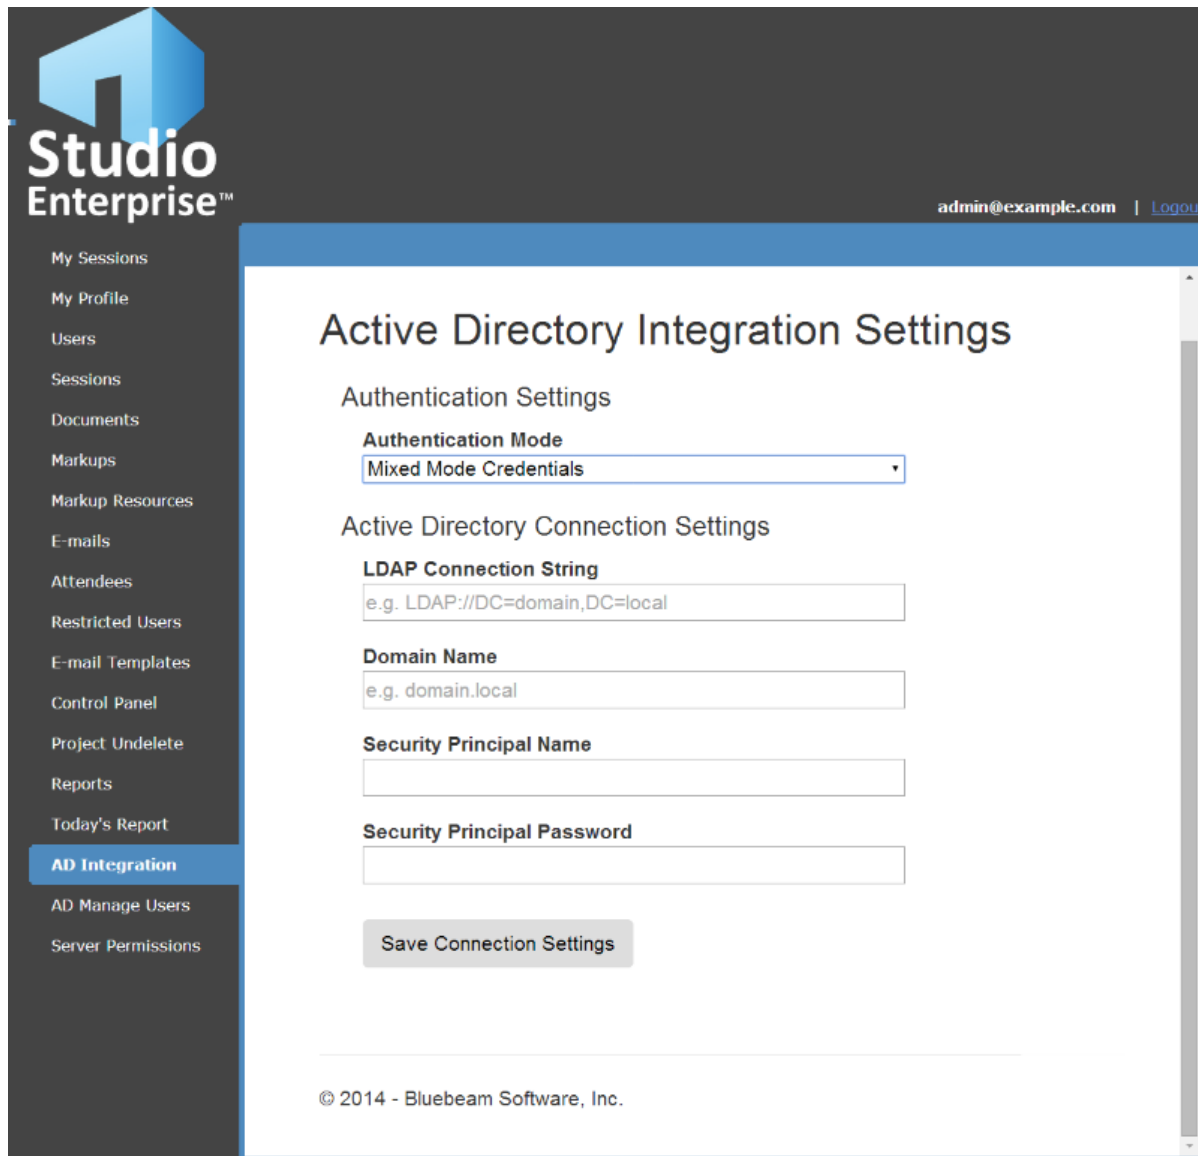 Studio
Enterprise™
admin@example.com | Logou
My Sessions
My Profile
Users
Sessions
Documents
Markups
Markup Resources
E-mails
Attendees
Restricted Users
E-mail Templates
Control Panel
Project Undelete
Reports
Today's Report
AD Integration
AD Manage Users
Server Permissions
Active Directory Integration Settings
Authentication Settings
Authentication Mode
Mixed Mode Credentials
Active Directory Connection Settings
LDAP Connection String
e.g. LDAP://DC=domain,DC=local
Domain Name
e.g. domain.local
Security Principal Name
Security Principal Password
Save Connection Settings
© 2014 - Bluebeam Software, Inc.